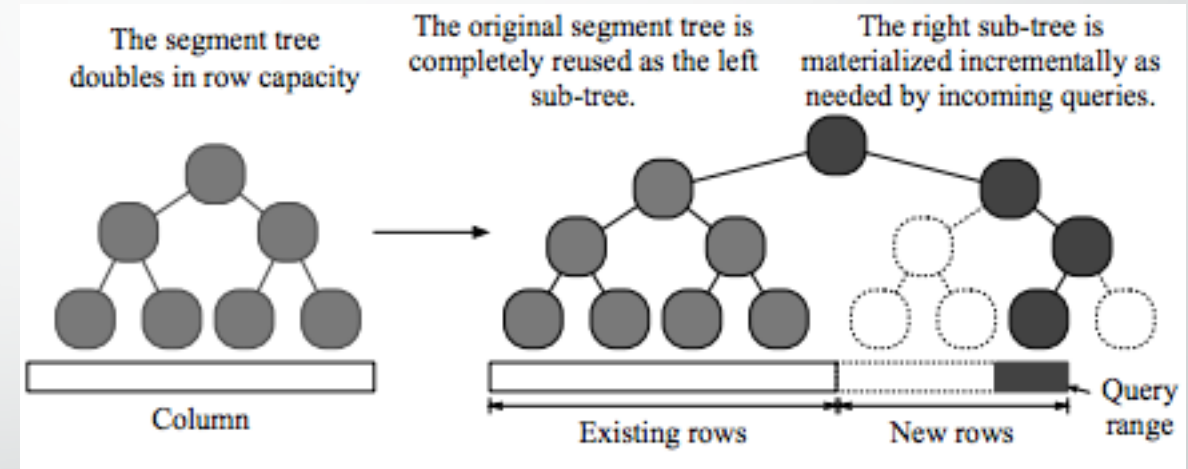 The segment tree
doubles in row capacity
The original segment tree is
completely reused as the left
sub-tree.
The right sub-tree is
materialized incrementally as
needed by incoming queries.
Column
Existing rows
New rows
Query
range